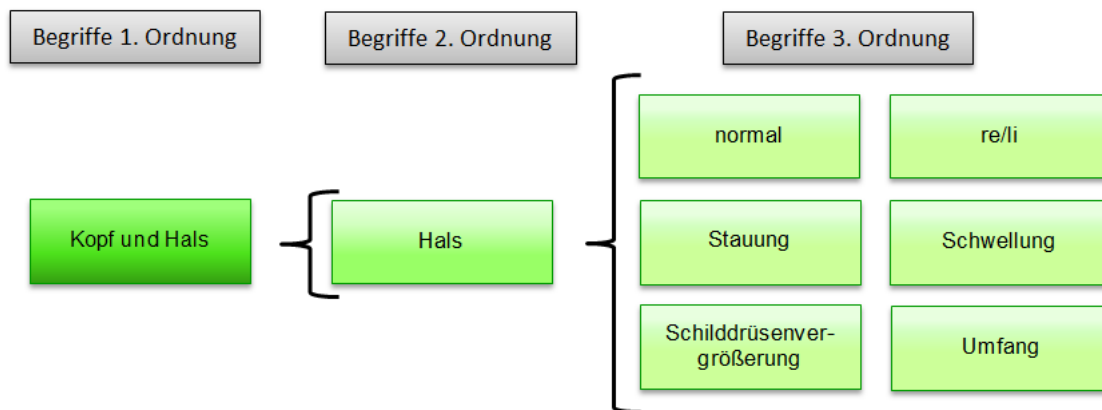 Begriffe 1. Ordnung
Begriffe 2. Ordnung
Begriffe 3. Ordnung
normal
re/li
Kopf und Hals
Hals
Stauung
Schwellung
Schilddrüsenver-
größerung
Umfang